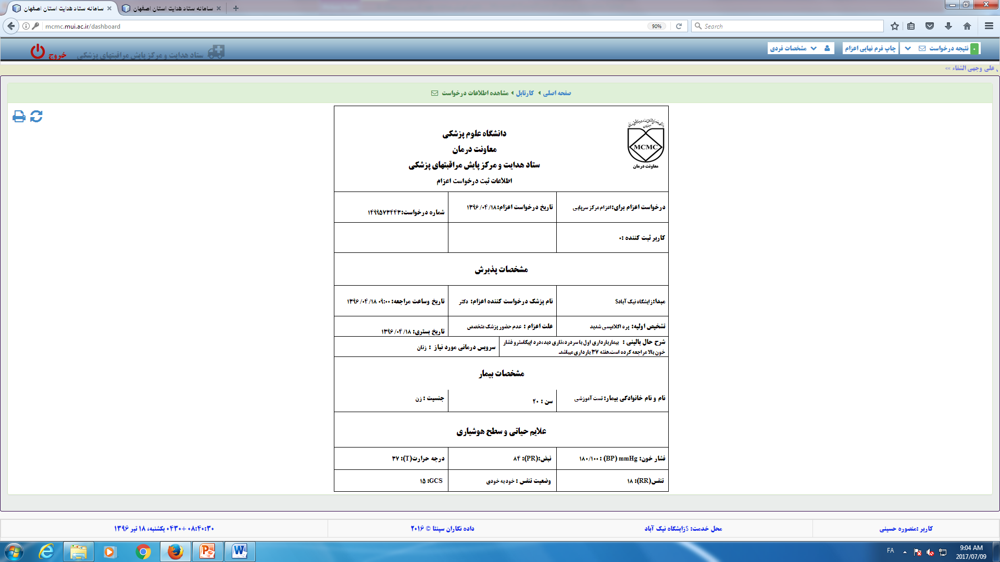 سامانه ستاد هدایت استان اصفهان
سامانه ستاد هدایت استان اصفهان
mcmc.mui.ac.ir/dashboard
90%
Search
۰ نتیجه درخواست
چاپ فرم نهایی اعزام
مشخصات فردی
ستاد هدایت و مرکز پایش مراقبتهای پزشکی
خروج
علی وجهی الشفاء »»
صفحه اصلی
کارتابل
مشاهده اطلاعات درخواست
MCMC
معاونت درمان
دانشگاه علوم پزشکی
معاونت درمان
ستاد هدایت و مرکز پایش مراقبتهای پزشکی
اطلاعات ثبت درخواست اعزام
درخواست اعزام برای: اعزام مرکز سرپایی
تاریخ درخواست اعزام: ۱۳۹۶/۰۴/۱۸
شماره درخواست: ۱۴۹۹۵۷۳۴۴۳
کاربر ثبت کننده :۰
مشخصات پذیرش
مبدا: زایشگاه نیک آباد$
نام پزشک درخواست کننده اعزام: دکتر
تاریخ وساعت مراجعه: ۰۹:۰۰ ۱۳۹۶/۰۴/۱۸
تشخیص اولیه: پره اکلامپسی شدید
علت اعزام : عدم حضور پزشک متخصص
تاریخ بستری: ۱۳۹۶/۰۴/۱۸
شرح حال بالینی : بیماربارداری اول با سردرد،تاری دید،درد اپیگاسترو فشار
خون بالا مراجعه کرده است.هفته ۳۷ بارداری میباشد.
سرویس درمانی مورد نیاز : زنان
مشخصات بیمار
نام و نام خانوادگی بیمار: تست آموزشی
سن : ۲۰
جنسیت : زن
علایم حیاتی و سطح هوشیاری
فشار خون: BP) mmHg) : ۱۸۰/۱۰۰
نبض:(PR): ۸۴
درجه حرارت(T): ۳۷
تنفس(RR): ۱۸
وضعیت تنفس : خود به خودی
GCS: ۱۵
کاربر :منصوره حسینی
محل خدمت: $زایشگاه نیک آباد
داده نگاران سپنتا © ۲۰۱۶
۰۸:۴۰:۳۰ +۰۴۳۰ یکشنبه، ۱۸ تیر ۱۳۹۶
FA
9:04 AM
2017/07/09